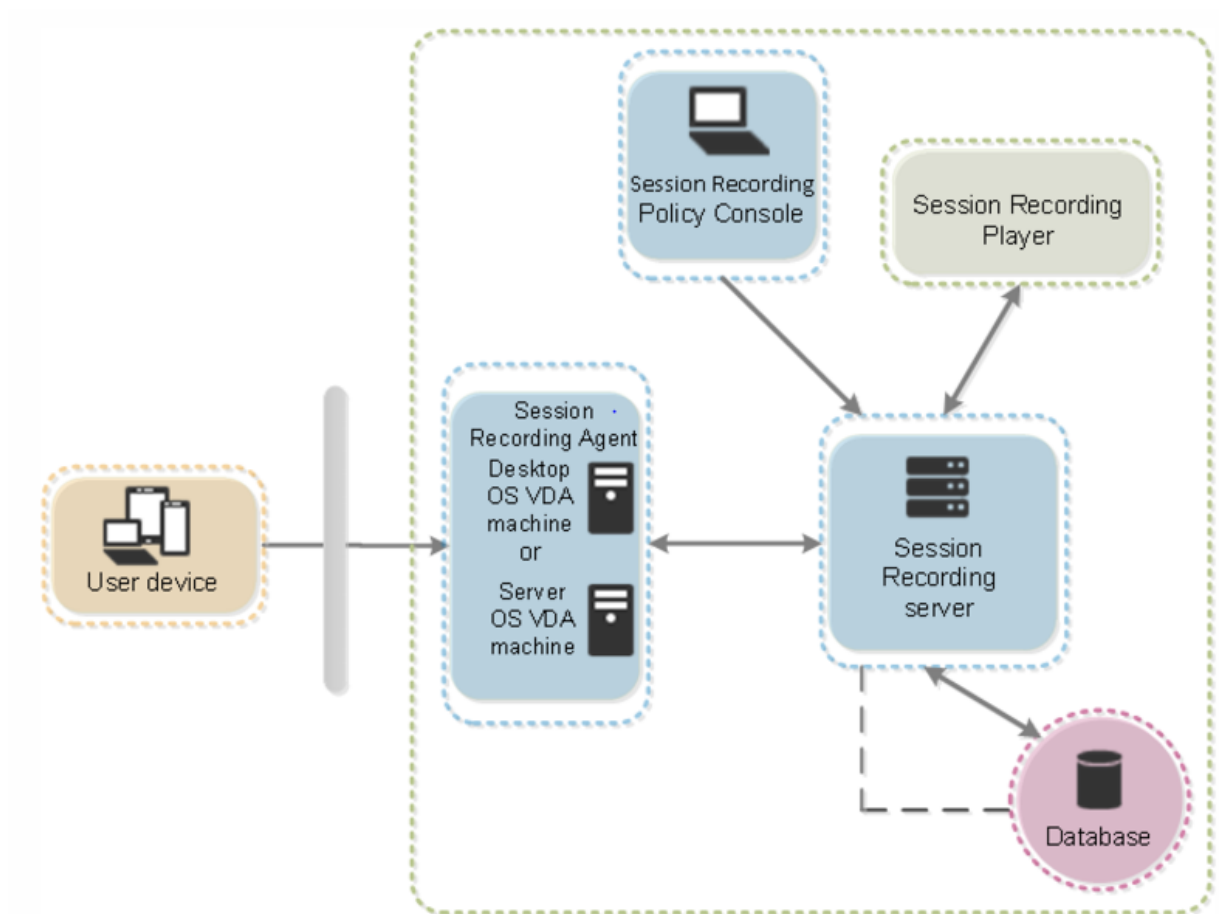 Session Recording
Policy Console
Session Recording
Player
Session
Recording Agent
Desktop
OS VDA
machine
or
Server
OS VDA
machine
User device
Session
Recording
server
Database